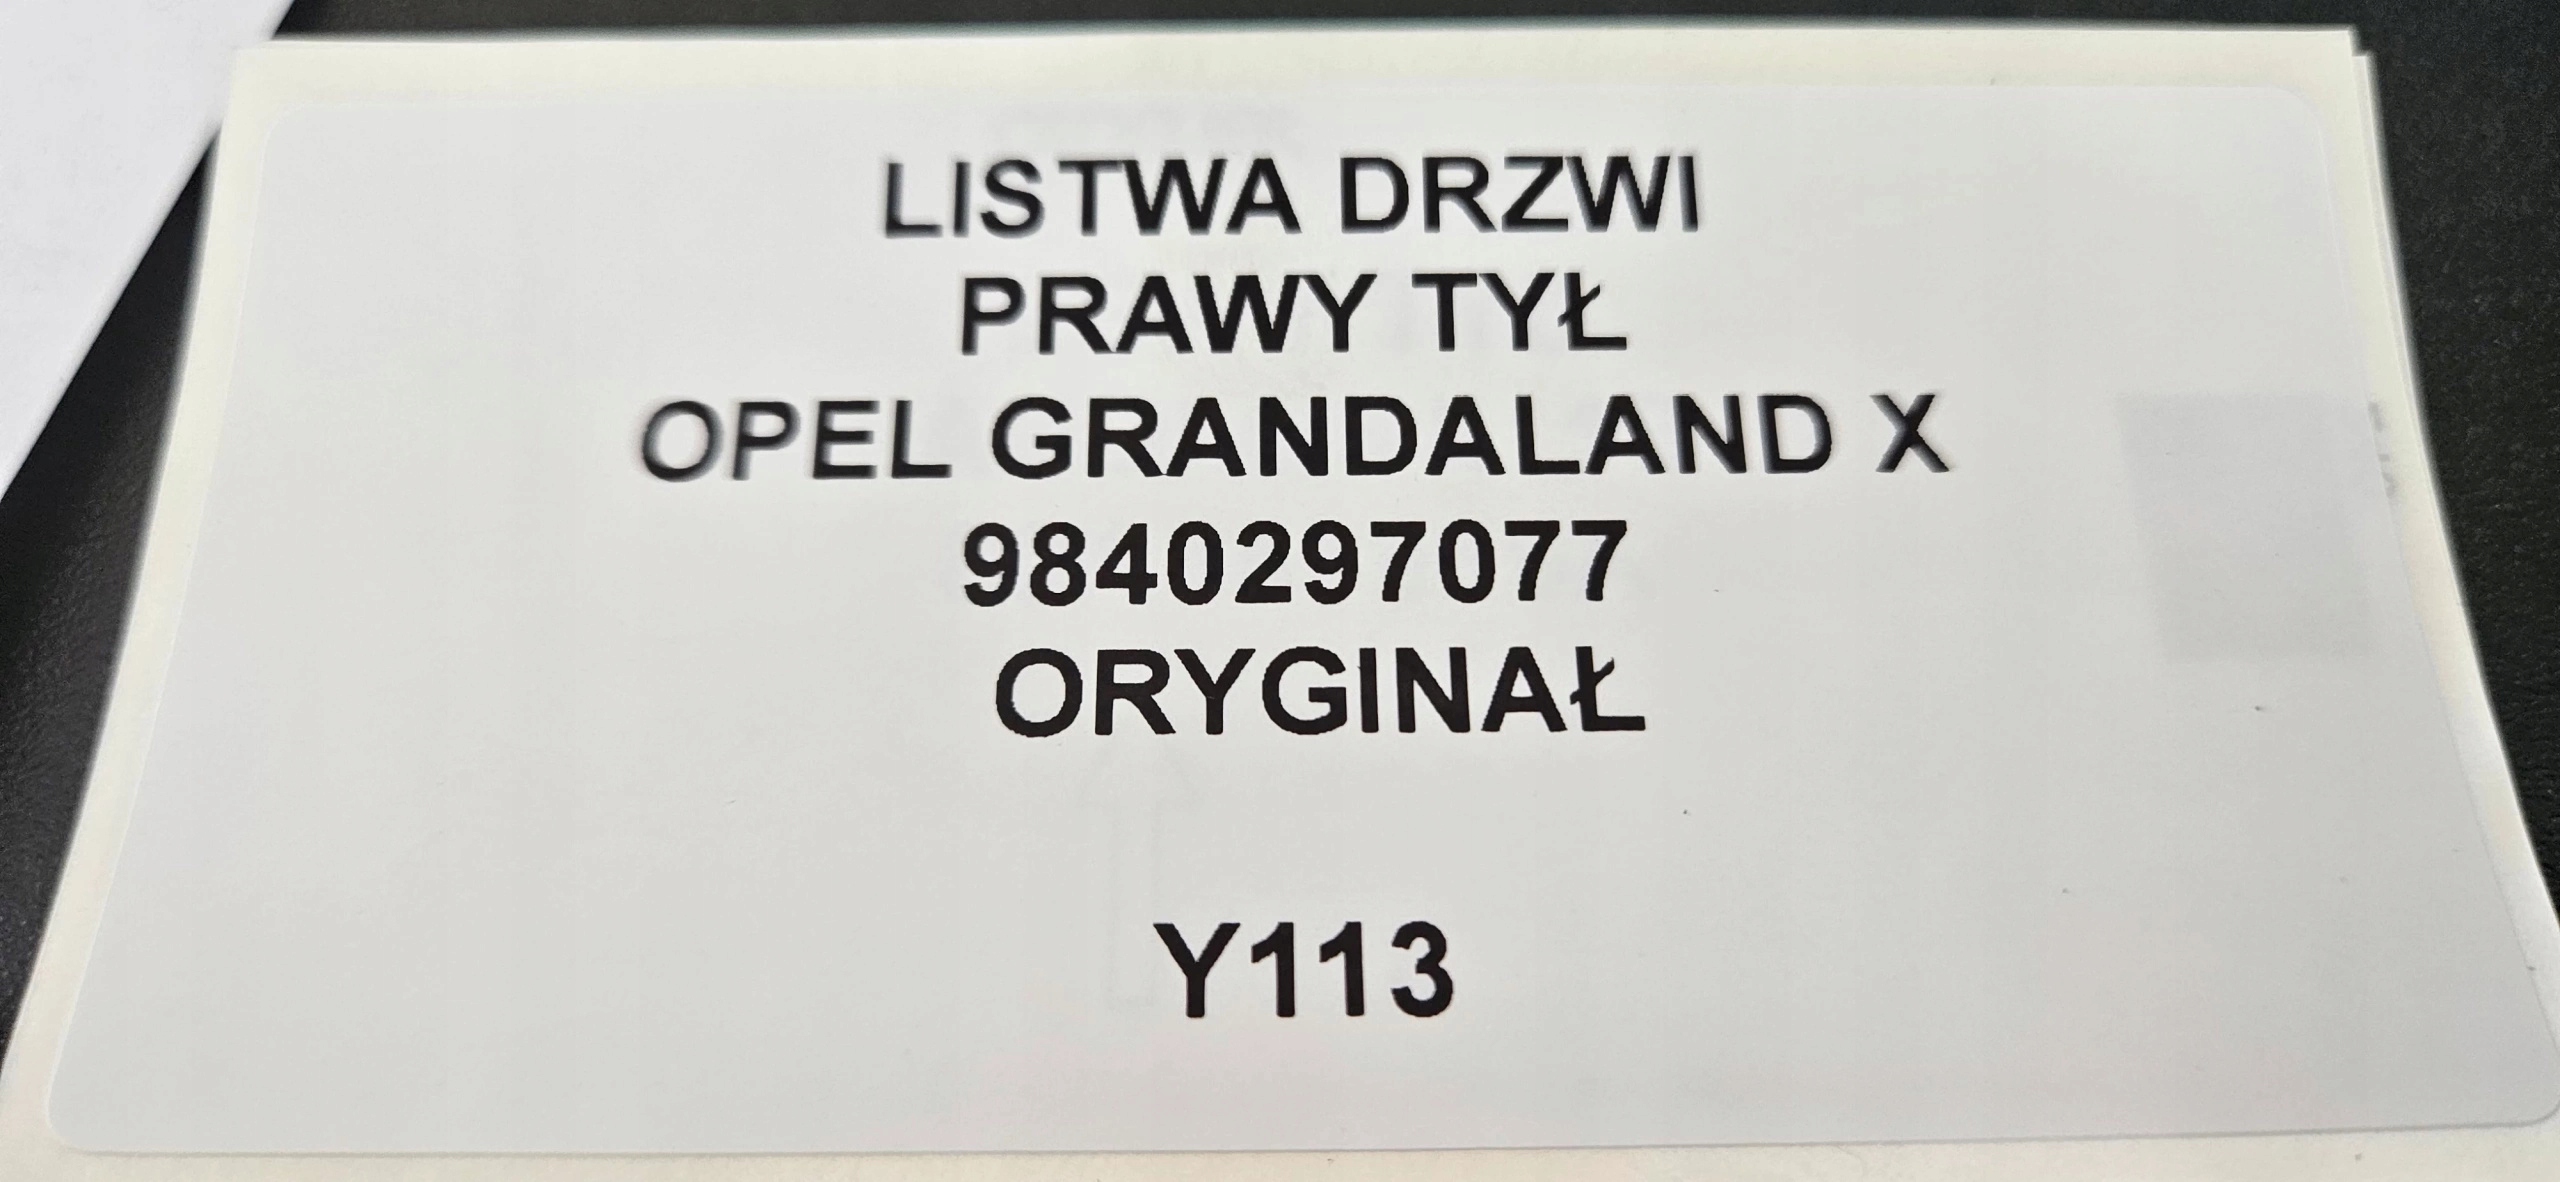 LISTWA DRZWI
PRAWY TYŁ
OPEL GRANDALAND X
9840297077
ORYGINAŁ
Y113